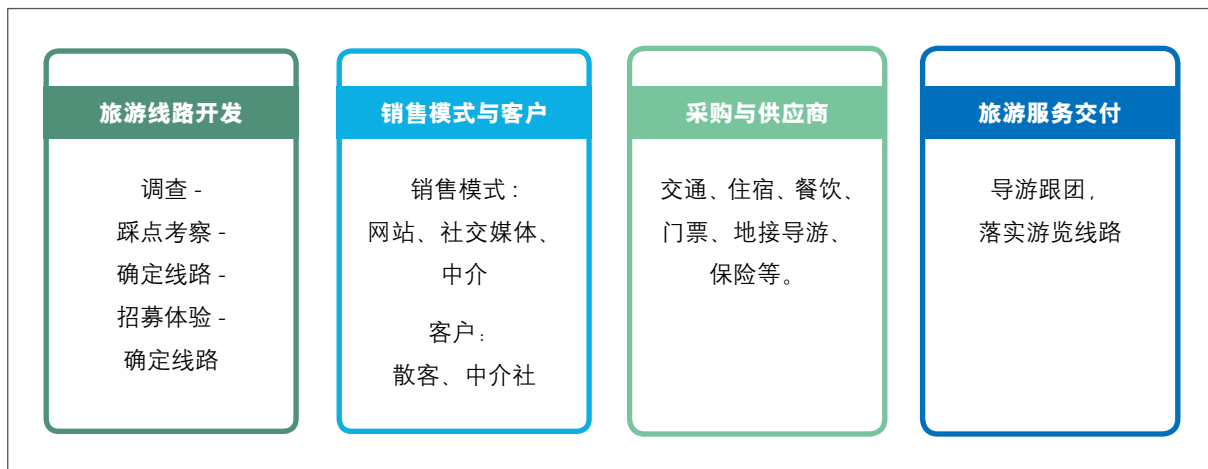 旅游线路开发
调查 -
踩点考察 -
确定线路 -
招募体验 -
确定线路
销售模式与客户
销售模式：
网站、社交媒体、
中介
客户：
散客、中介社
采购与供应商
交通、住宿、餐饮、
门票、地接导游、
保险等。
旅游服务交付
导游跟团，
落实游览线路